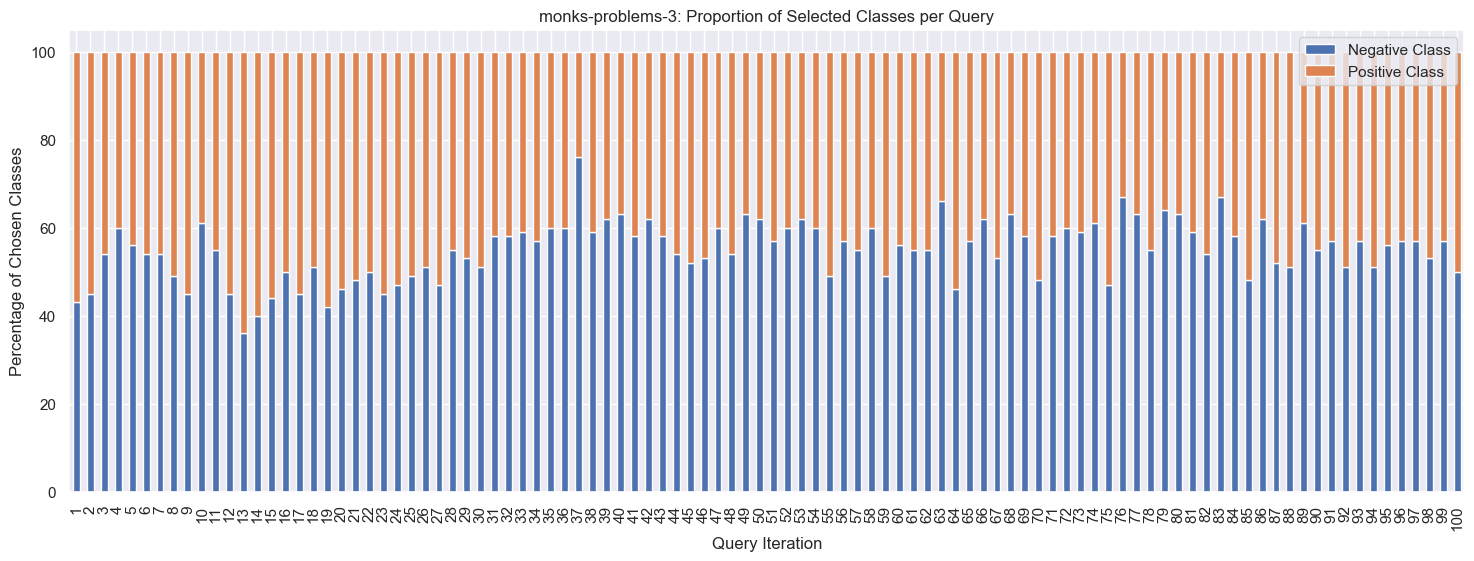 monks-problems-3: Proportion of Selected Classes per Query
Negative Class
Positive Class
Percentage of Chosen Classes
100
80
60
40
20
0
1 2 3 4 5 6 7 8 9 10 11 12 13 14 15 16 17 18 19 20 21 22 23 24 25 26 27 28 29 30 31 32 33 34 35 36 37 38 39 40 41 42 43 44 45 46 47 48 49 50 51 52 53 54 55 56 57 58 59 60 61 62 63 64 65 66 67 68 69 70 71 72 73 74 75 76 77 78 79 80 81 82 83 84 85 86 87 88 89 90 91 92 93 94 95 96 97 98 99 100
Query Iteration